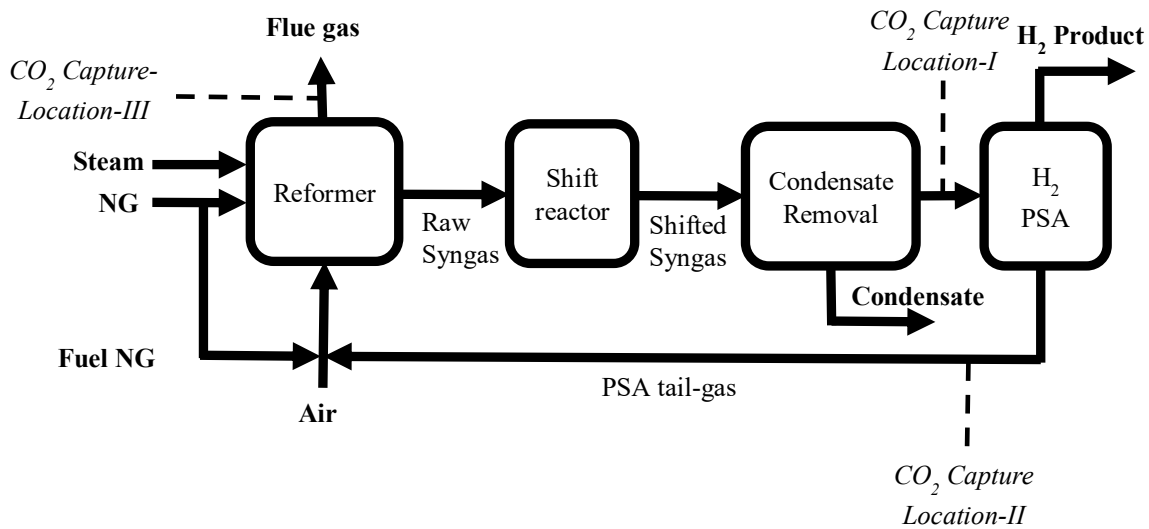 Flue gas
CO2 Capture-
Location-III
CO2 Capture
Location-I
H2 Product
Steam
NG
Reformer
Raw
Syngas
Shift
reactor
Shifted
Syngas
Condensate
Removal
H2
PSA
Condensate
Fuel NG
Air
PSA tail-gas
CO2 Capture
Location-II